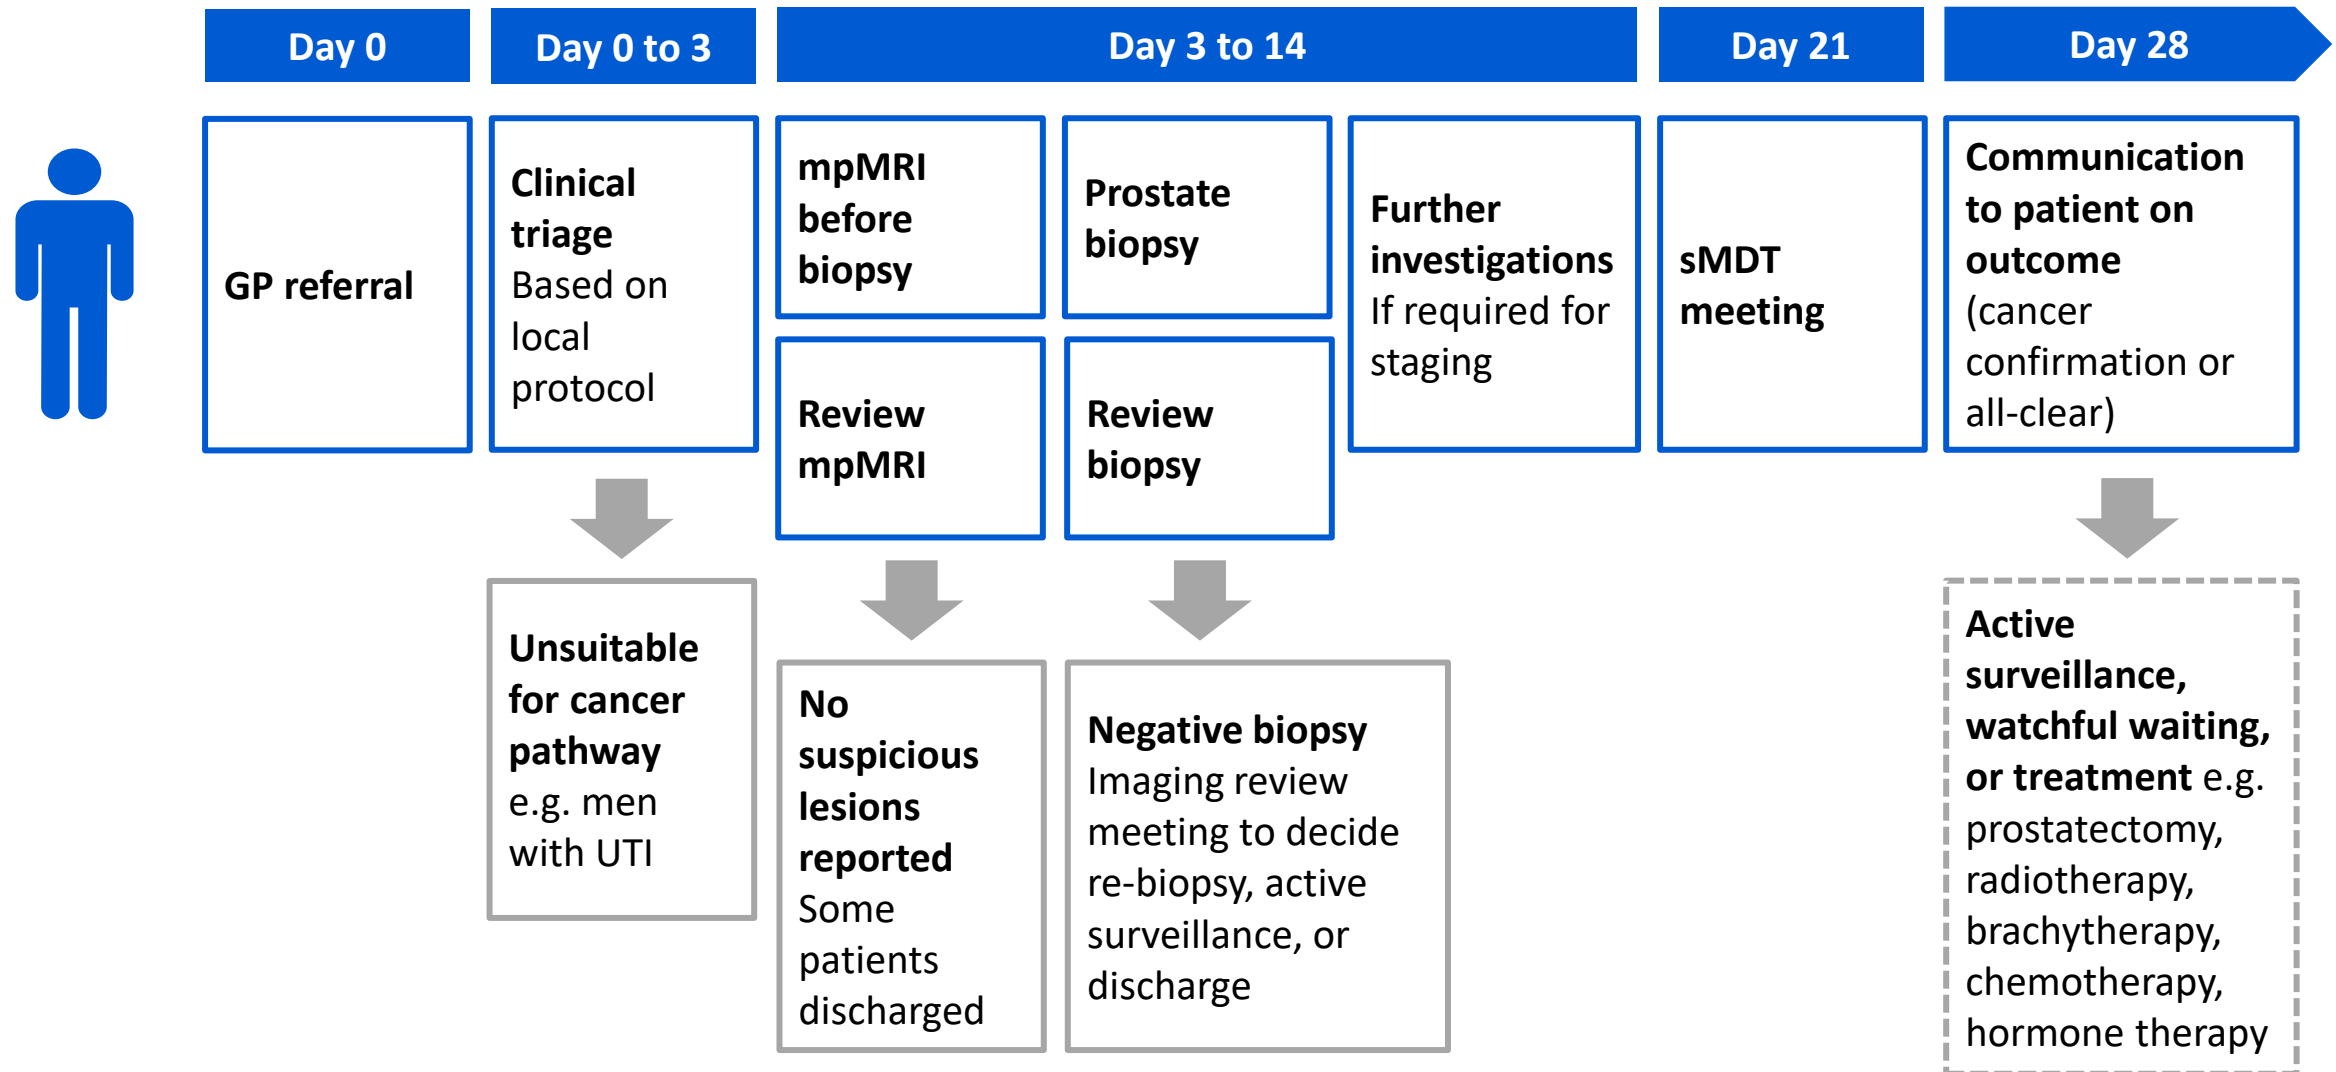 Day 0
Day 0 to 3
Day 3 to 14
Day 21
Day 28
GP referral
Clinical
triage
Based on
local
protocol
mpMRI
before
biopsy
Prostate
biopsy
Review
mpMRI
Review
biopsy
Further
investigations
If required for
staging
sMDT
meeting
Communication
to patient on
outcome
(cancer
confirmation or
all-clear)
Unsuitable
for cancer
pathway
e.g. men
with UTI
No
suspicious
lesions
reported
Some
patients
discharged
Negative biopsy
Imaging review
meeting to decide
re-biopsy, active
surveillance, or
discharge
Active
surveillance,
watchful waiting,
or treatment e.g.
prostatectomy,
radiotherapy,
brachytherapy,
chemotherapy,
hormone therapy